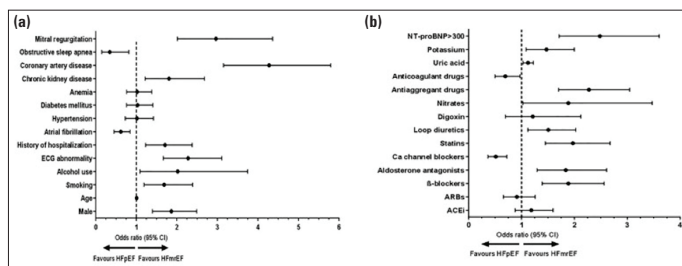 (a)
Mitral regurgitation
Obstructive sleep apnea
Coronary artery disease
Chronic kidney disease
Anemia
Diabetes mellitus
Hypertension
Atrial fibrillation
History of hospitalization
ECG abnormality
Alcohol use
Smoking
Age
Male
0 1 2 3 4 5 6
Odds ratio (95% CI)
Favours HFpEF Favours HFmrEF
(b)
NT-proBNP>300
Potassium
Uric acid
Anticoagulant drugs
Antiaggregant drugs
Nitrates
Digoxin
Loop diuretics
Statins
Ca channel blockers
Aldosterone antagonists
ß-blockers
ARBs
ACEi
0 1 2 3 4
Odds ratio (95% CI)
Favours HFpEF Favours HFmrEF